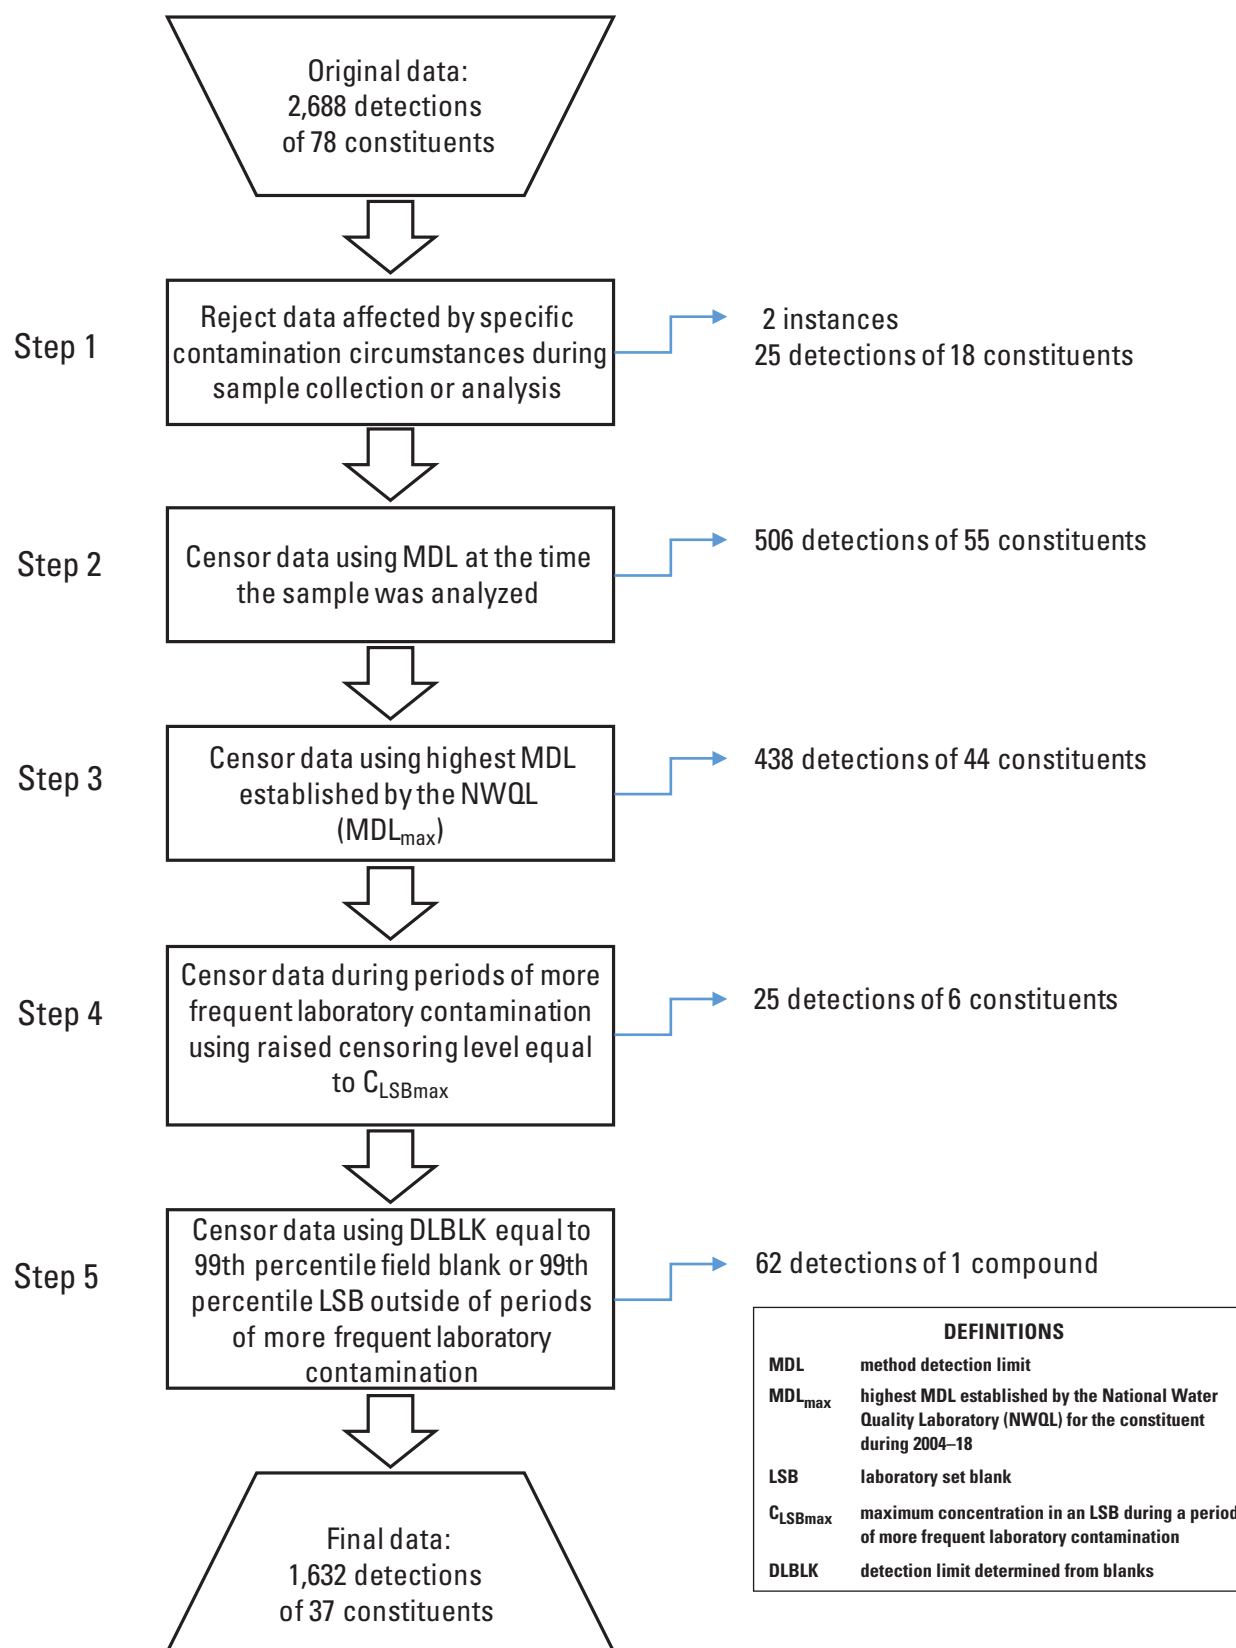 Original data:
2,688 detections
of 78 constituents
Step 1
Reject data affected by specific
contamination circumstances during
sample collection or analysis
2 instances
25 detections of 18 constituents
Step 2
Censor data using MDL at the time
the sample was analyzed
506 detections of 55 constituents
Step 3
Censor data using highest MDL
established by the NWQL
(MDLmax)
438 detections of 44 constituents
Step 4
Censor data during periods of more
frequent laboratory contamination
using raised censoring level equal
to CLSBmax
25 detections of 6 constituents
Step 5
Censor data using DLBLK equal to
99th percentile field blank or 99th
percentile LSB outside of periods
of more frequent laboratory
contamination
62 detections of 1 compound
DEFINITIONS
MDL method detection limit
MDLmax highest MDL established by the National Water
Quality Laboratory (NWQL) for the constituent
during 2004–18
LSB laboratory set blank
CLSBmax maximum concentration in an LSB during a period
of more frequent laboratory contamination
DLBLK detection limit determined from blanks
Final data:
1,632 detections
of 37 constituents